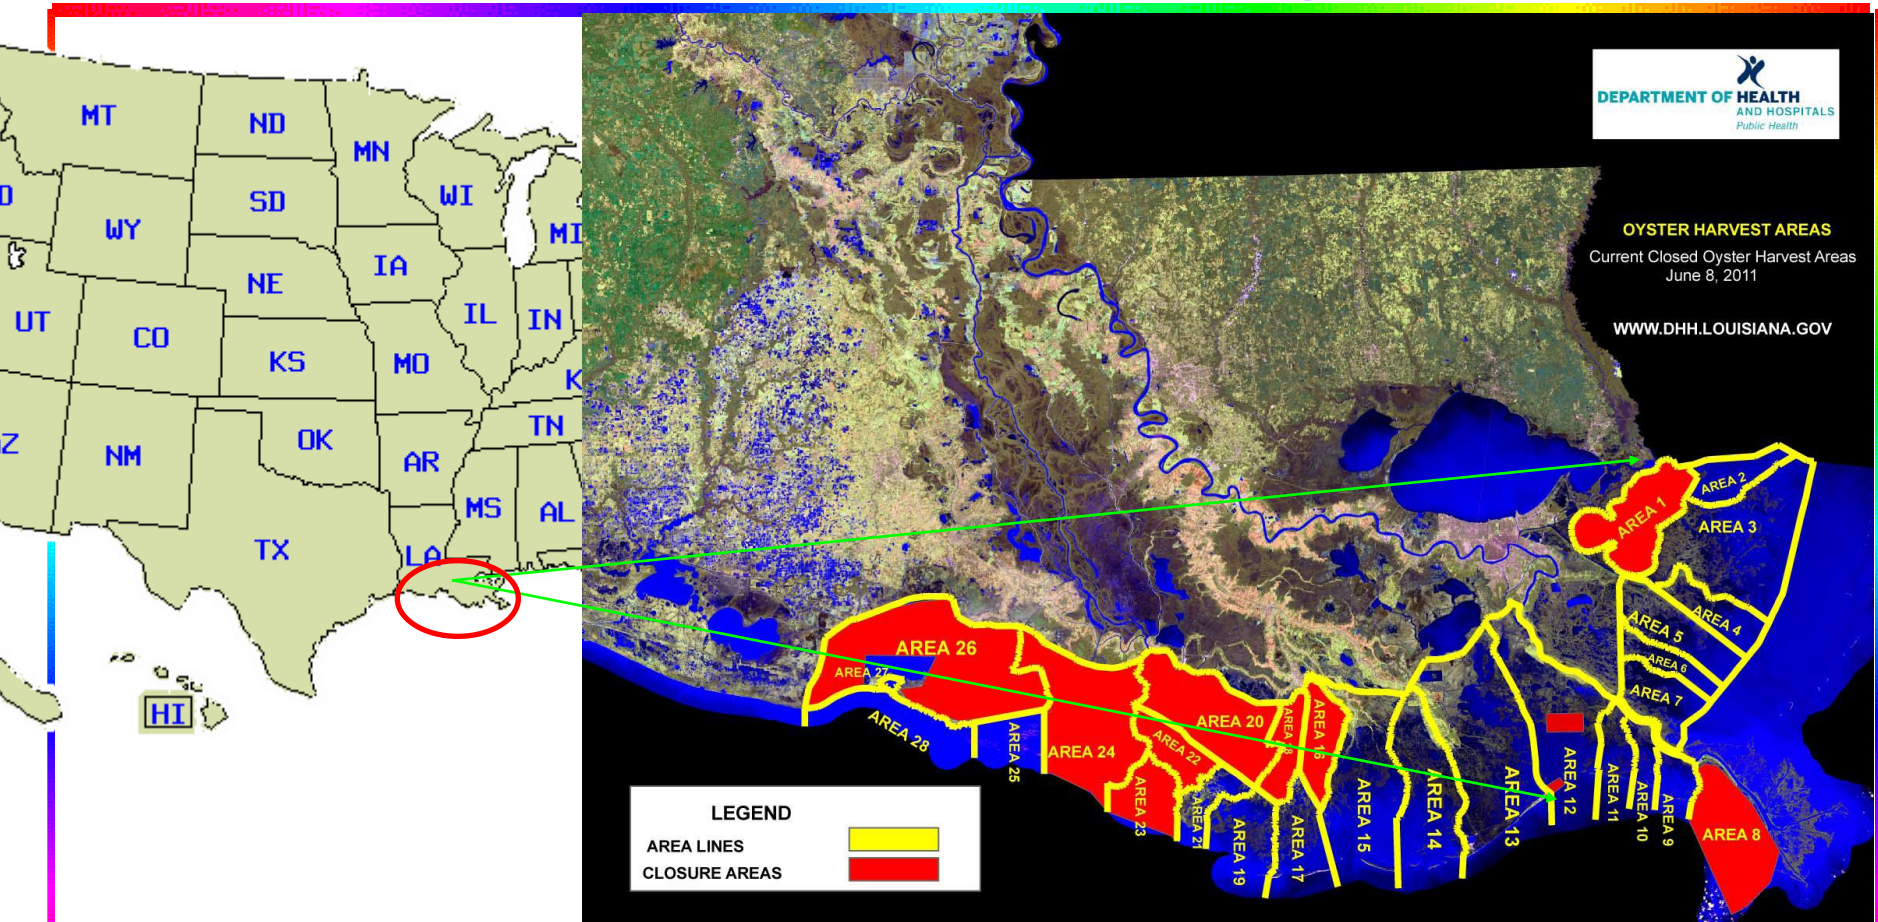 MT
ND
MN
WI
SD
WY
MI
IA
NE
IL
IN
UT
CO
KS
MO
K
TN
OK
AR
NM
Z
MS
AL
TX
LA
HI
DEPARTMENT OF HEALTH
AND HOSPITALS
Public Health
OYSTER HARVEST AREAS
Current Closed Oyster Harvest Areas
June 8, 2011
WWW.DHH.LOUISIANA.GOV
AREA 1
AREA 2
AREA 3
AREA 4
AREA 5
AREA 6
AREA 7
AREA 8
AREA 9
AREA 10
AREA 11
AREA 12
AREA 13
AREA 14
AREA 15
AREA 16
AREA 17
AREA 18
AREA 19
AREA 20
AREA 21
AREA 22
AREA 23
AREA 24
AREA 25
AREA 26
AREA 27
AREA 28
LEGEND
AREA LINES
CLOSURE AREAS